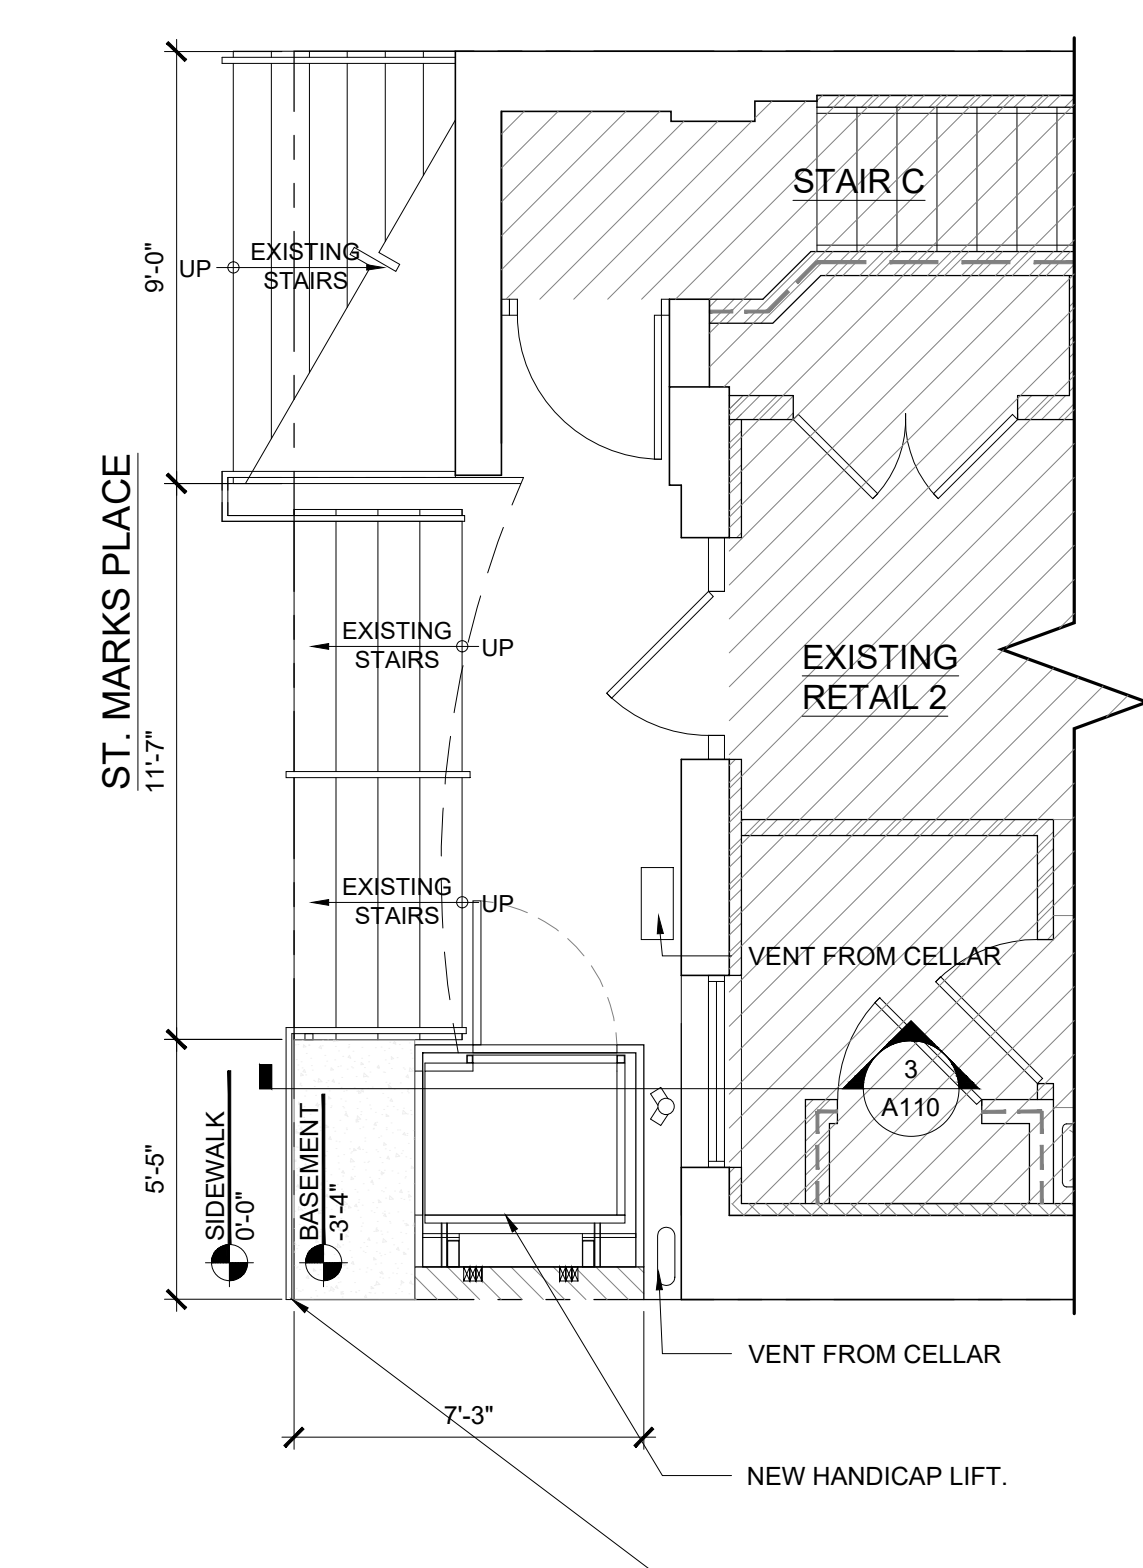 STAIR C
9'-0"
UP
EXISTING
STAIRS
ST. MARKS PLACE
11'-7"
EXISTING
STAIRS
UP
EXISTING
RETAIL 2
EXISTING
STAIRS
UP
VENT FROM CELLAR
3
A110
5'-5"
SIDEWALK
0'-0"
BASEMENT
-3'-4"
VENT FROM CELLAR
7'-3"
NEW HANDICAP LIFT.